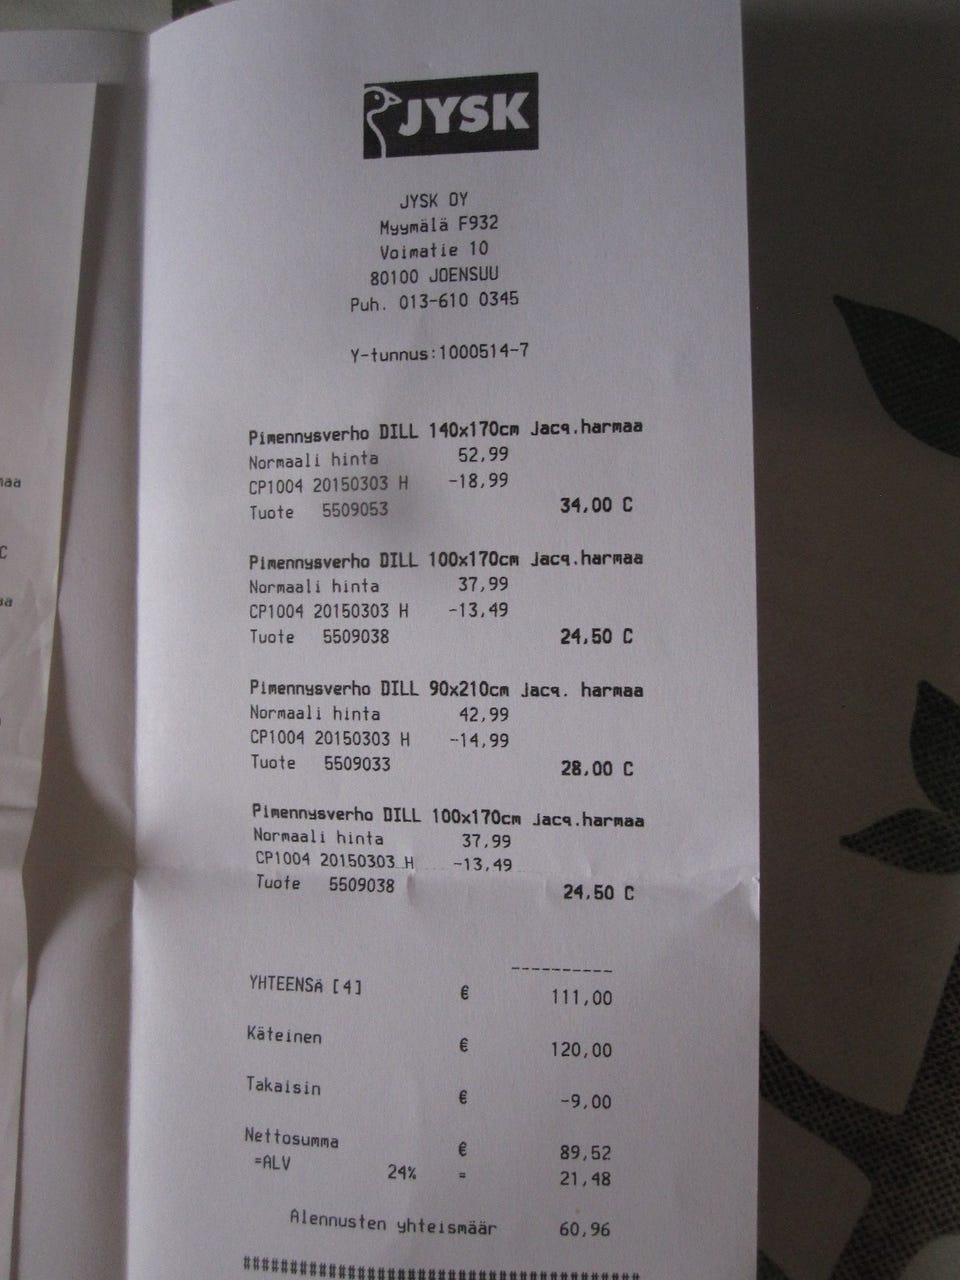 JYSK
JYSK OY
Myymälä F932
Voimatie 10
80100 JOENSUU
Puh. 013-610 0345
Y-tunnus:1000514-7
Pimennysverho DILL 140x170cm Jacq.harmaa
Normaali hinta 52,99
CP1004 20150303 H -18,99
Tuote 5509053 34,00 C
Pimennysverho DILL 100x170cm Jacq.harmaa
Normaali hinta 37,99
CP1004 20150303 H -13,49
Tuote 5509038 24,50 C
Pimennysverho DILL 90x210cm Jacq. harmaa
Normaali hinta 42,99
CP1004 20150303 H -14,99
Tuote 5509033 28,00 C
Pimennysverho DILL 100x170cm Jacq.harmaa
Normaali hinta 37,99
CP1004 20150303 H -13,49
Tuote 5509038 24,50 C
----------
YHTEENSÄ [4] € 111,00
Käteinen € 120,00
Takaisin € -9,00
Nettosumma € 89,52
=ALV 24% = 21,48
Alennusten yhteismäär 60,96